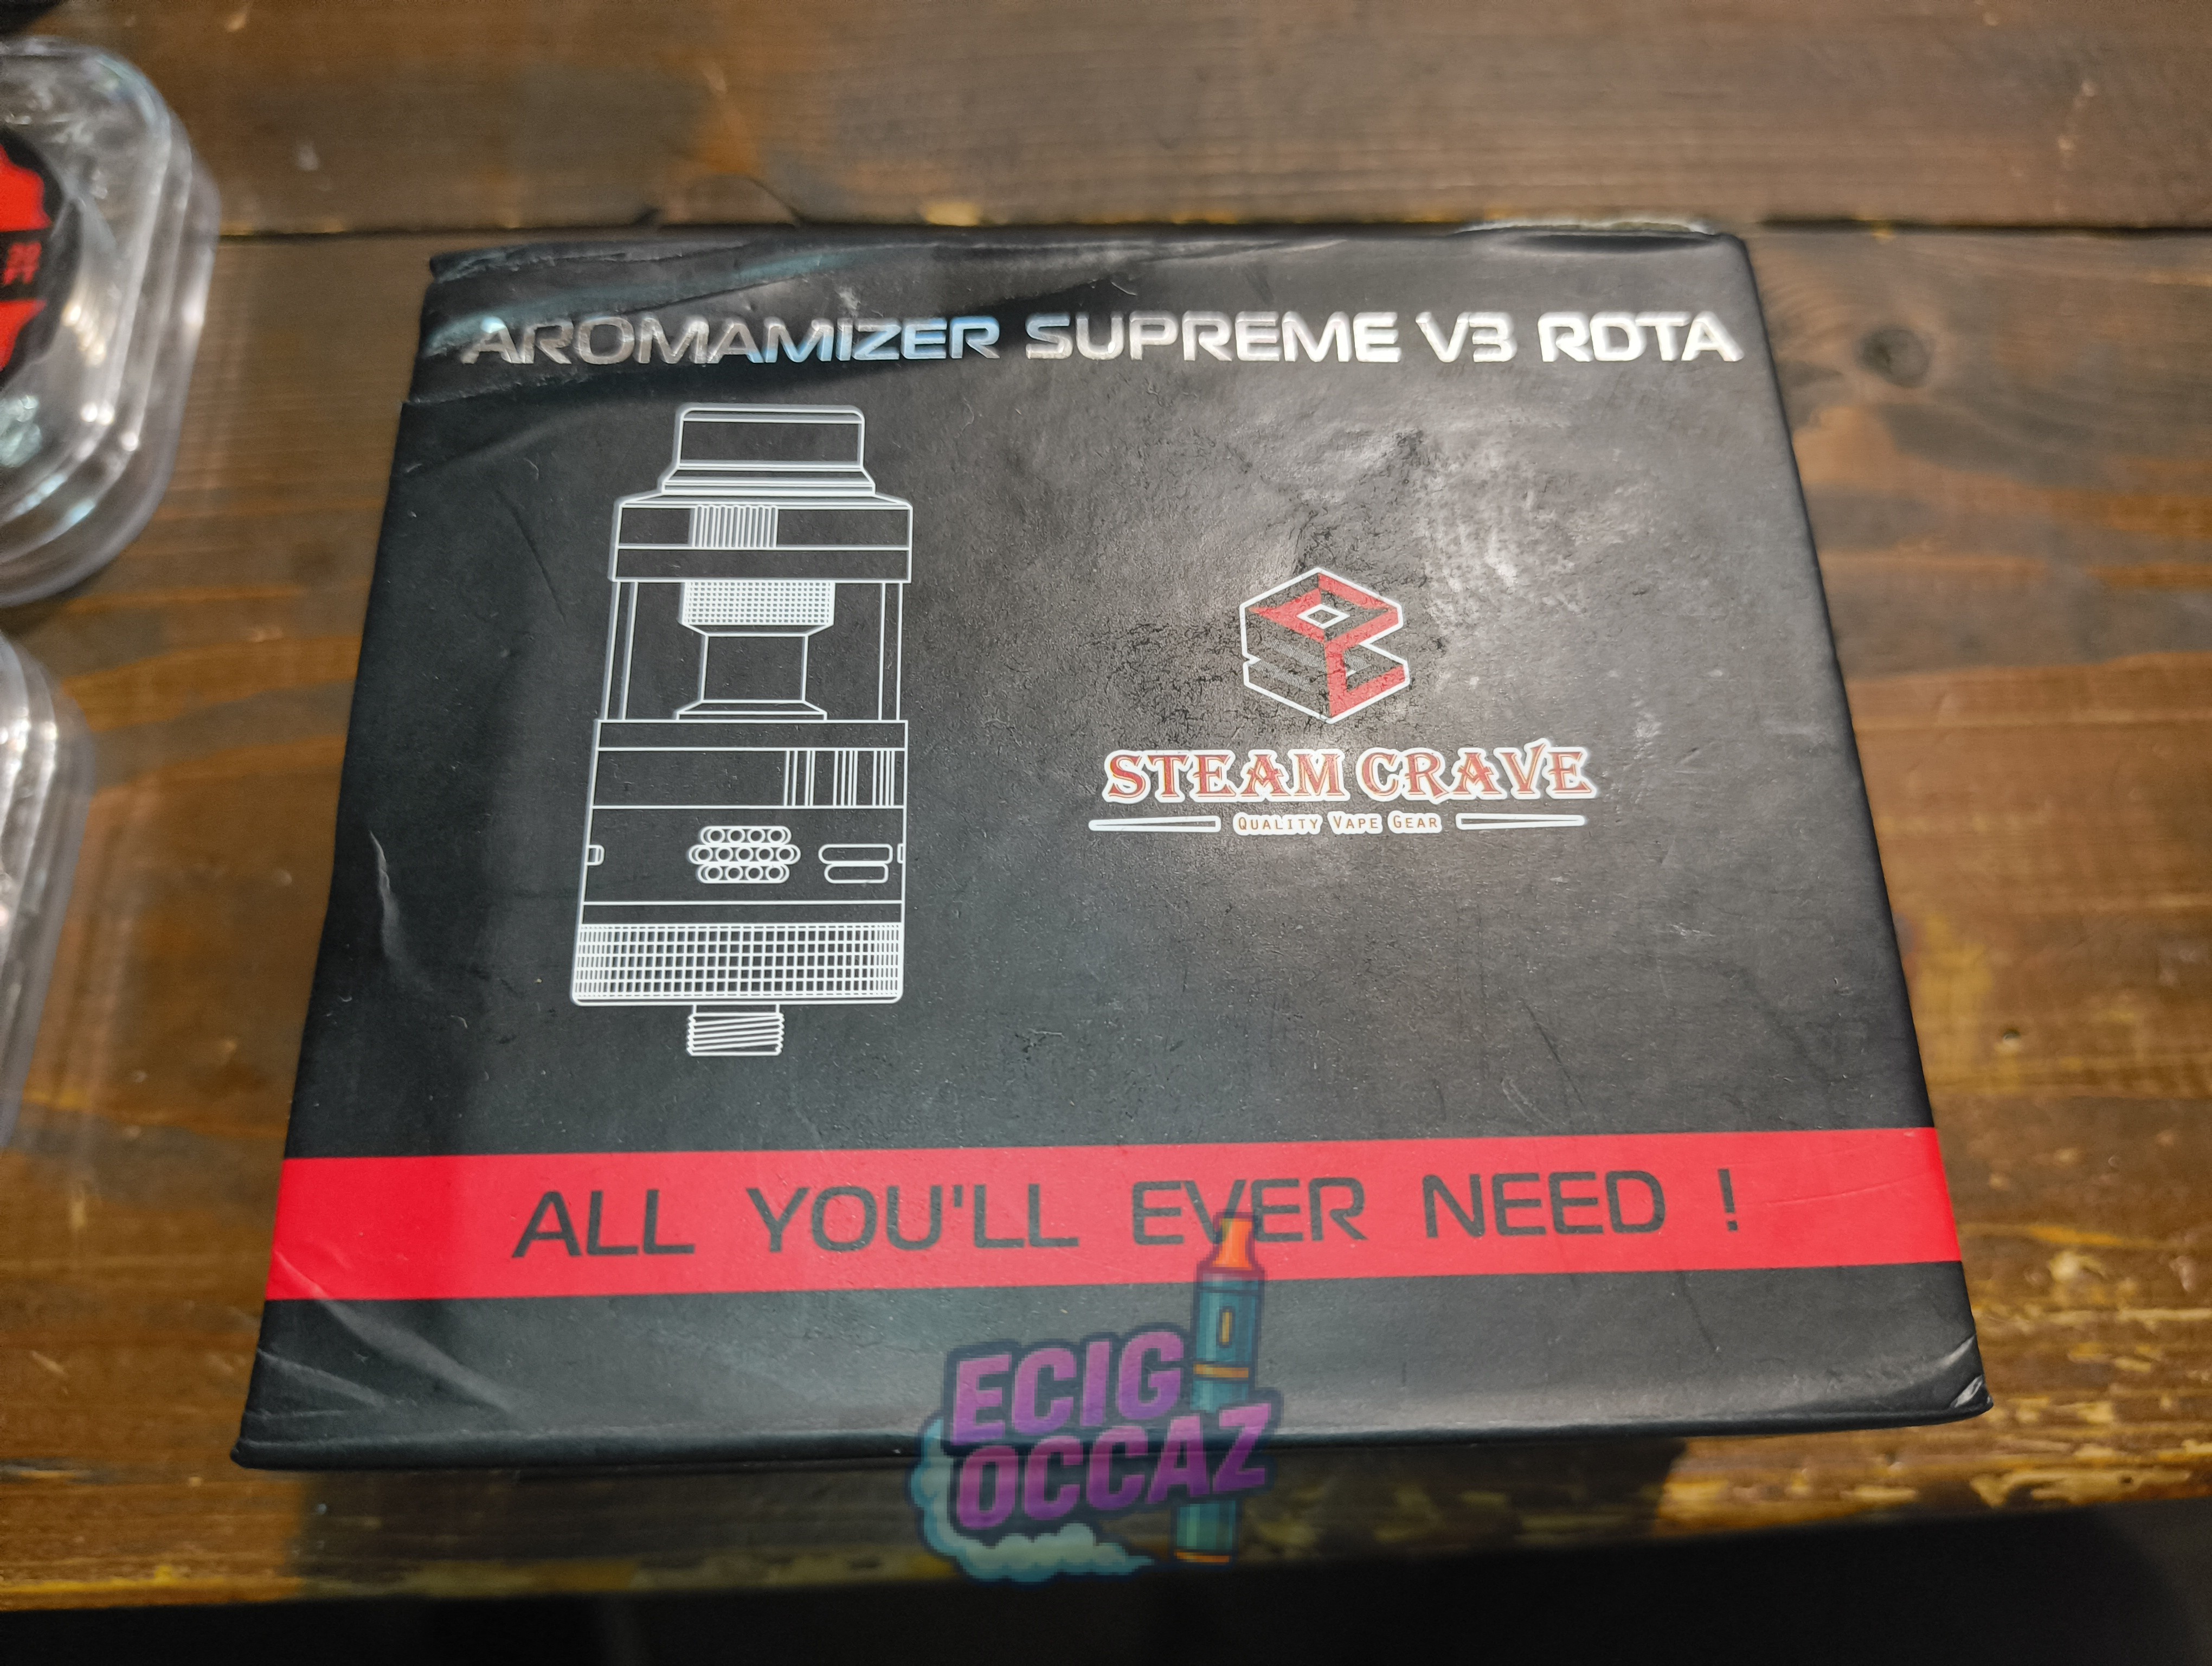 AROMAMIZER SUPREME V3 RDTA
STEAM CRAVE
QUALITY VAPE GEAR
ALL YOU'LL EVER NEED !
ECIG
OCCAZ